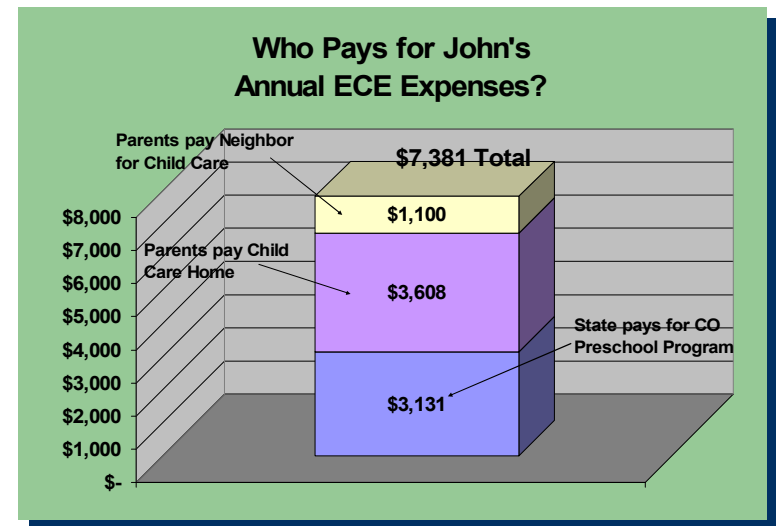 Who Pays for John's
Annual ECE Expenses?
Parents pay Neighbor
for Child Care
$7,381 Total
$8,000
$1,100
$7,000
Parents pay Child
Care Home
$6,000
$3,608
$5,000
State pays for CO
Preschool Program
$4,000
$3,000
$3,131
$2,000
$1,000
$-